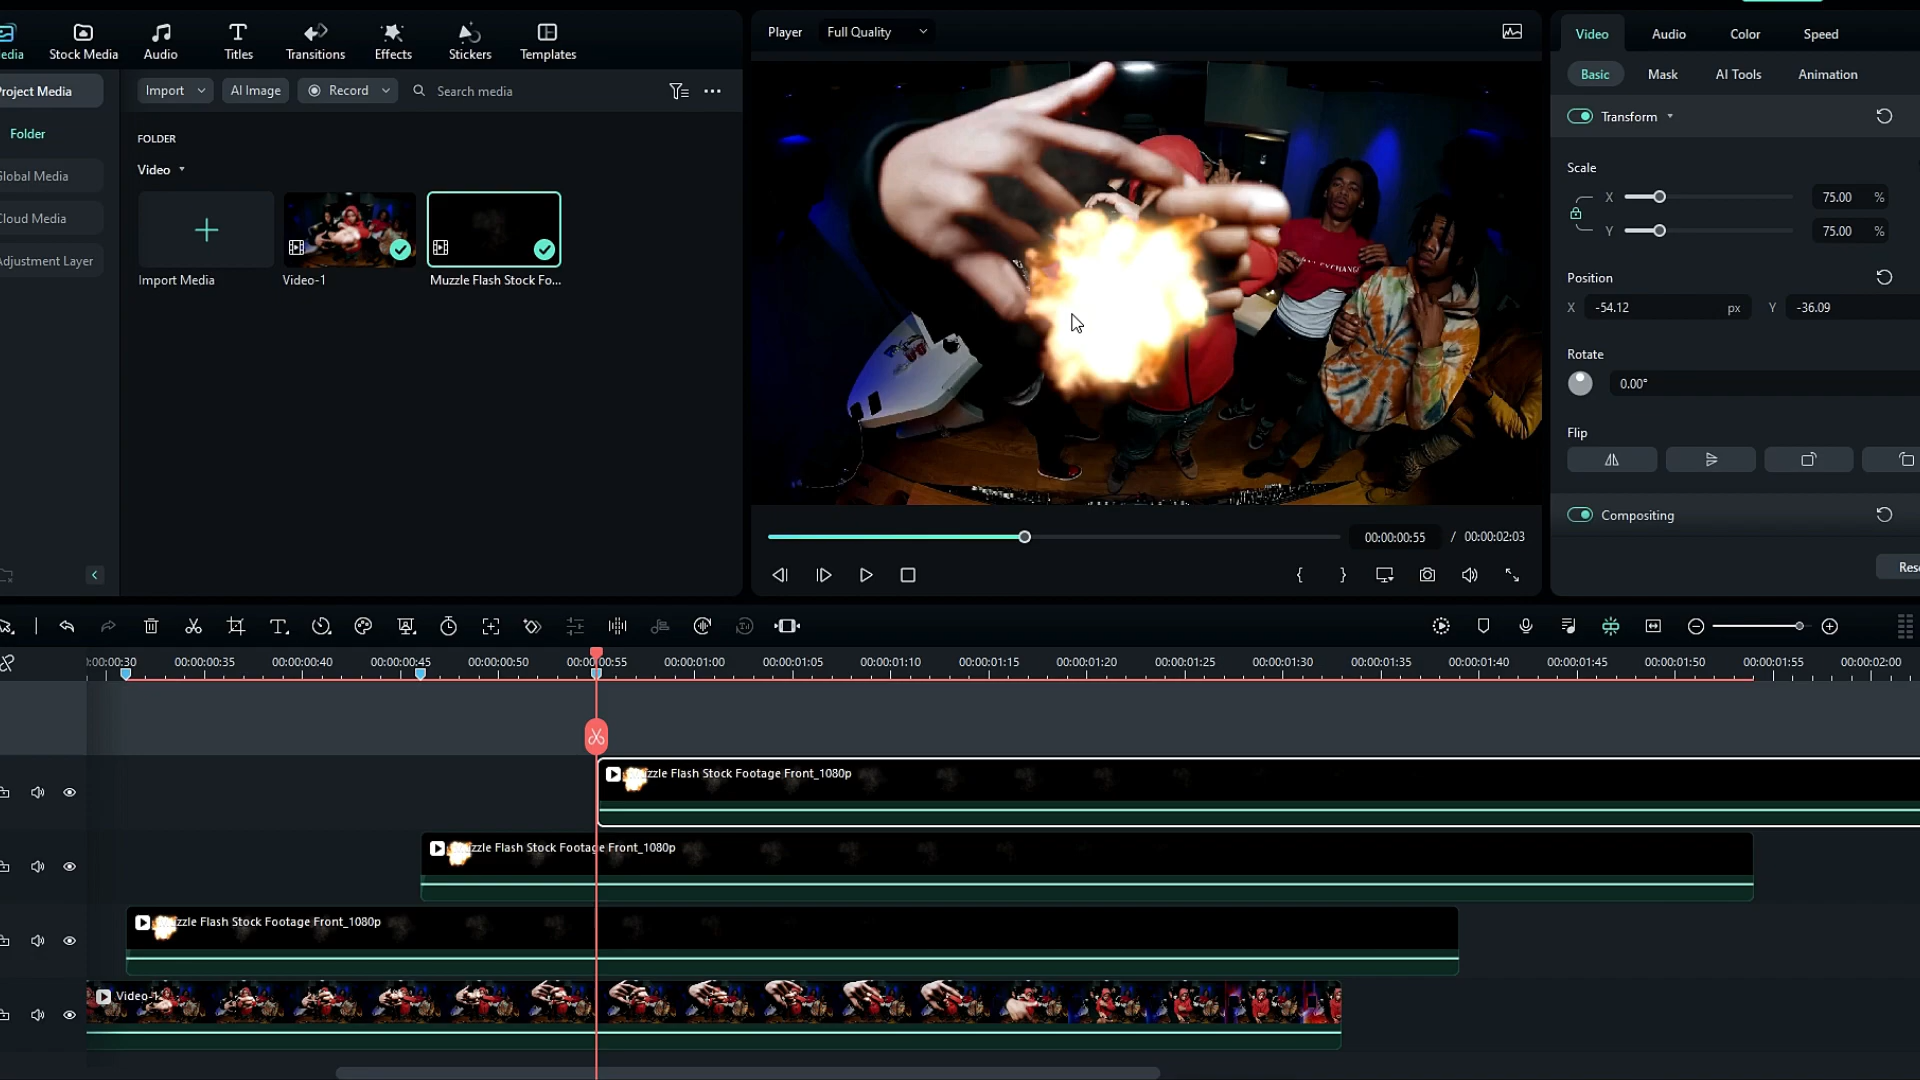 edia
Stock Media
Audio
Titles
Transitions
Effects
Stickers
Templates
Player
Full Quality
Video
Audio
Color
Speed
roject Media
Import
AI Image
Record
Search media
Basic
Mask
AI Tools
Animation
Folder
FOLDER
Transform
Global Media
Video
Scale
X
75.00
%
Cloud Media
Y
75.00
%
Adjustment Layer
Import Media
Video-1
Muzzle Flash Stock Fo...
Position
X
-54.12
px
Y
-36.09
Rotate
0.00°
Flip
Compositing
00:00:00:55
/
00:00:02:03
Rese
:00:00:30
00:00:00:35
00:00:00:40
00:00:00:45
00:00:00:50
00:00:00:55
00:00:01:00
00:00:01:05
00:00:01:10
00:00:01:15
00:00:01:20
00:00:01:25
00:00:01:30
00:00:01:35
00:00:01:40
00:00:01:45
00:00:01:50
00:00:01:55
00:00:02:00
zzle Flash Stock Footage Front_1080p
zzle Flash Stock Footage Front_1080p
zzle Flash Stock Footage Front_1080p
Video-1